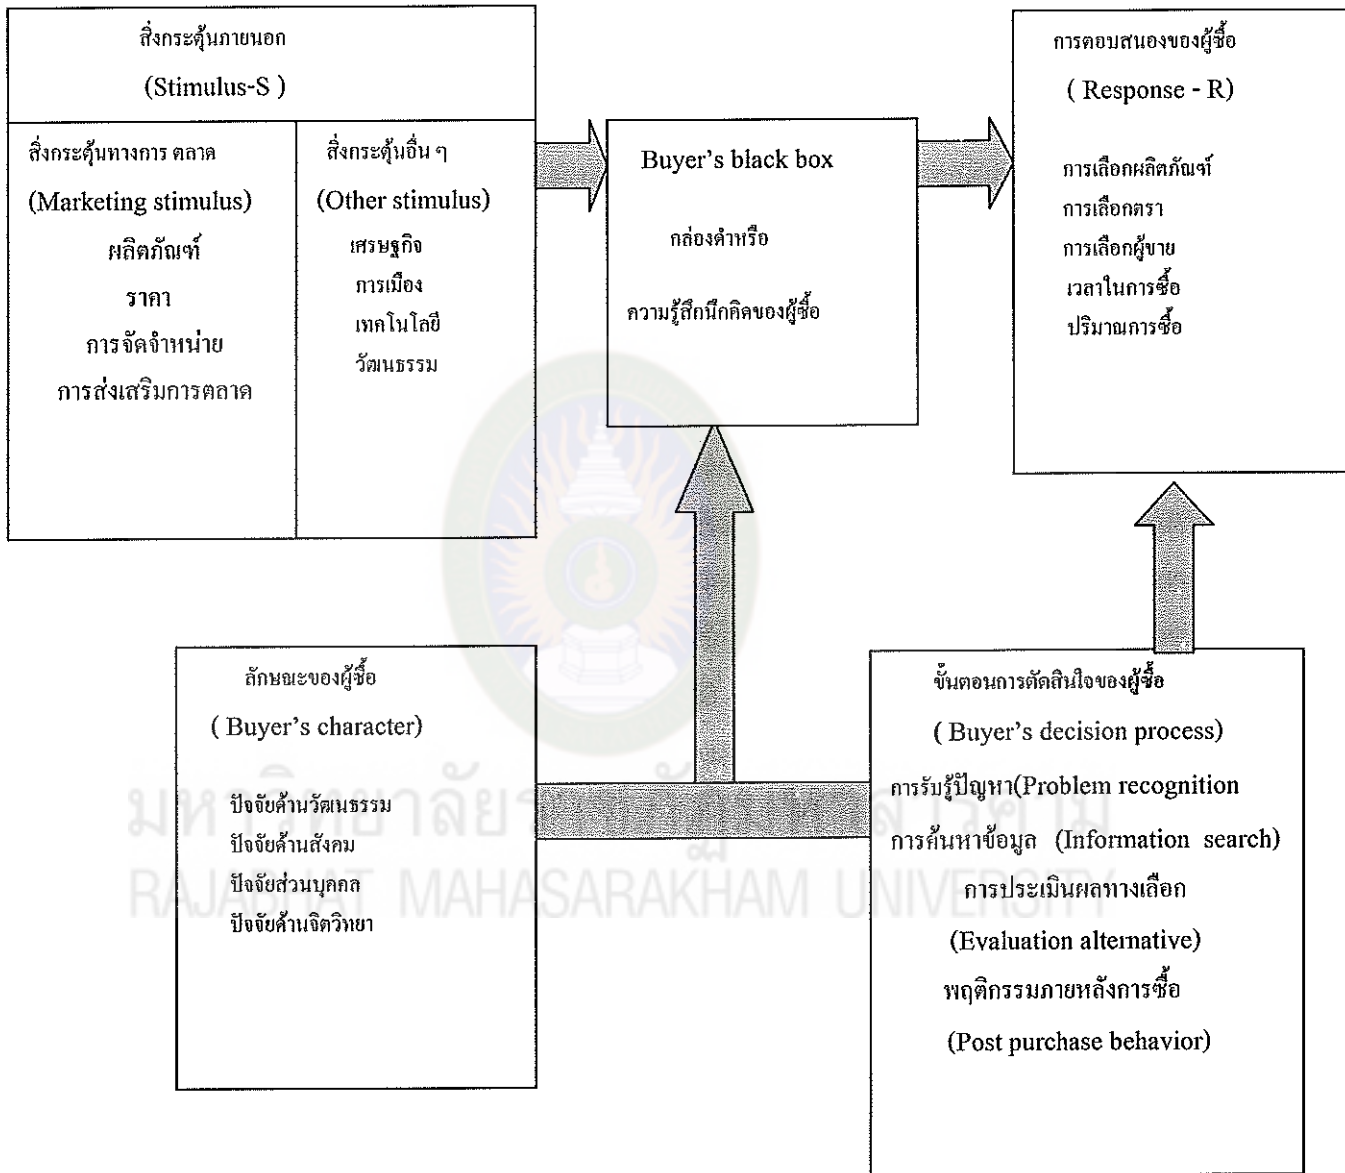 สิ่งกระตุ้นภายนอก
(Stimulus-S )
สิ่งกระตุ้นทางการ ตลาด
(Marketing stimulus)
ผลิตภัณฑ์
ราคา
การจัดจำหน่าย
การส่งเสริมการตลาด
สิ่งกระตุ้นอื่น ๆ
(Other stimulus)
เศรษฐกิจ
การเมือง
เทคโนโลยี
วัฒนธรรม
Buyer's black box
กล่องดำหรือ
ความรู้สึกนึกคิดของผู้ซื้อ
การตอบสนองของผู้ซื้อ
( Response - R)
การเลือกผลิตภัณฑ์
การเลือกตรา
การเลือกผู้ขาย
เวลาในการซื้อ
ปริมาณการซื้อ
ลักษณะของผู้ซื้อ
( Buyer's character)
ปัจจัยด้านวัฒนธรรม
ปัจจัยด้านสังคม
ปัจจัยส่วนบุคคล
ปัจจัยด้านจิตวิทยา
ขั้นตอนการตัดสินใจของผู้ซื้อ
( Buyer's decision process)
การรับรู้ปัญหา(Problem recognition
การค้นหาข้อมูล (Information search)
การประเมินผลทางเลือก
(Evaluation alternative)
พฤติกรรมภายหลังการซื้อ
(Post purchase behavior)
RAJABHAT MAHASARAKHAM UNIVERSITY